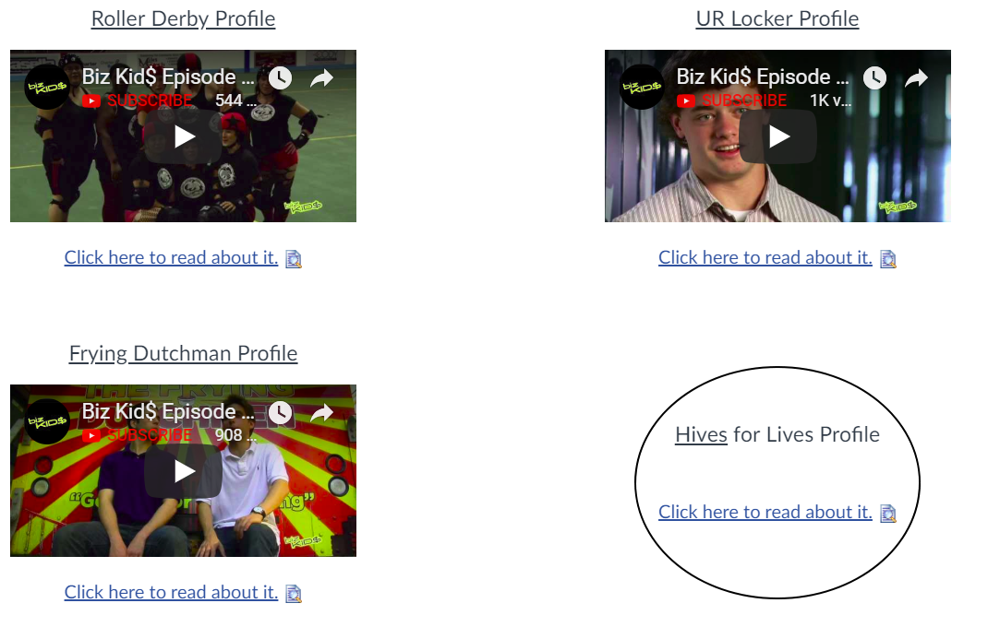 Roller Derby Profile
UR Locker Profile
biz KID$
Biz Kid$ Episode ...
SUBSCRIBE 544 ...
biz KID$
biz KID$
Biz Kid$ Episode ...
SUBSCRIBE 1K v...
biz KID$
Click here to read about it.
Click here to read about it.
Frying Dutchman Profile
THE FRYING
biz KID$
Biz Kid$ Episode ...
SUBSCRIBE 908 ...
biz KID$
Click here to read about it.
Hives for Lives Profile
Click here to read about it.